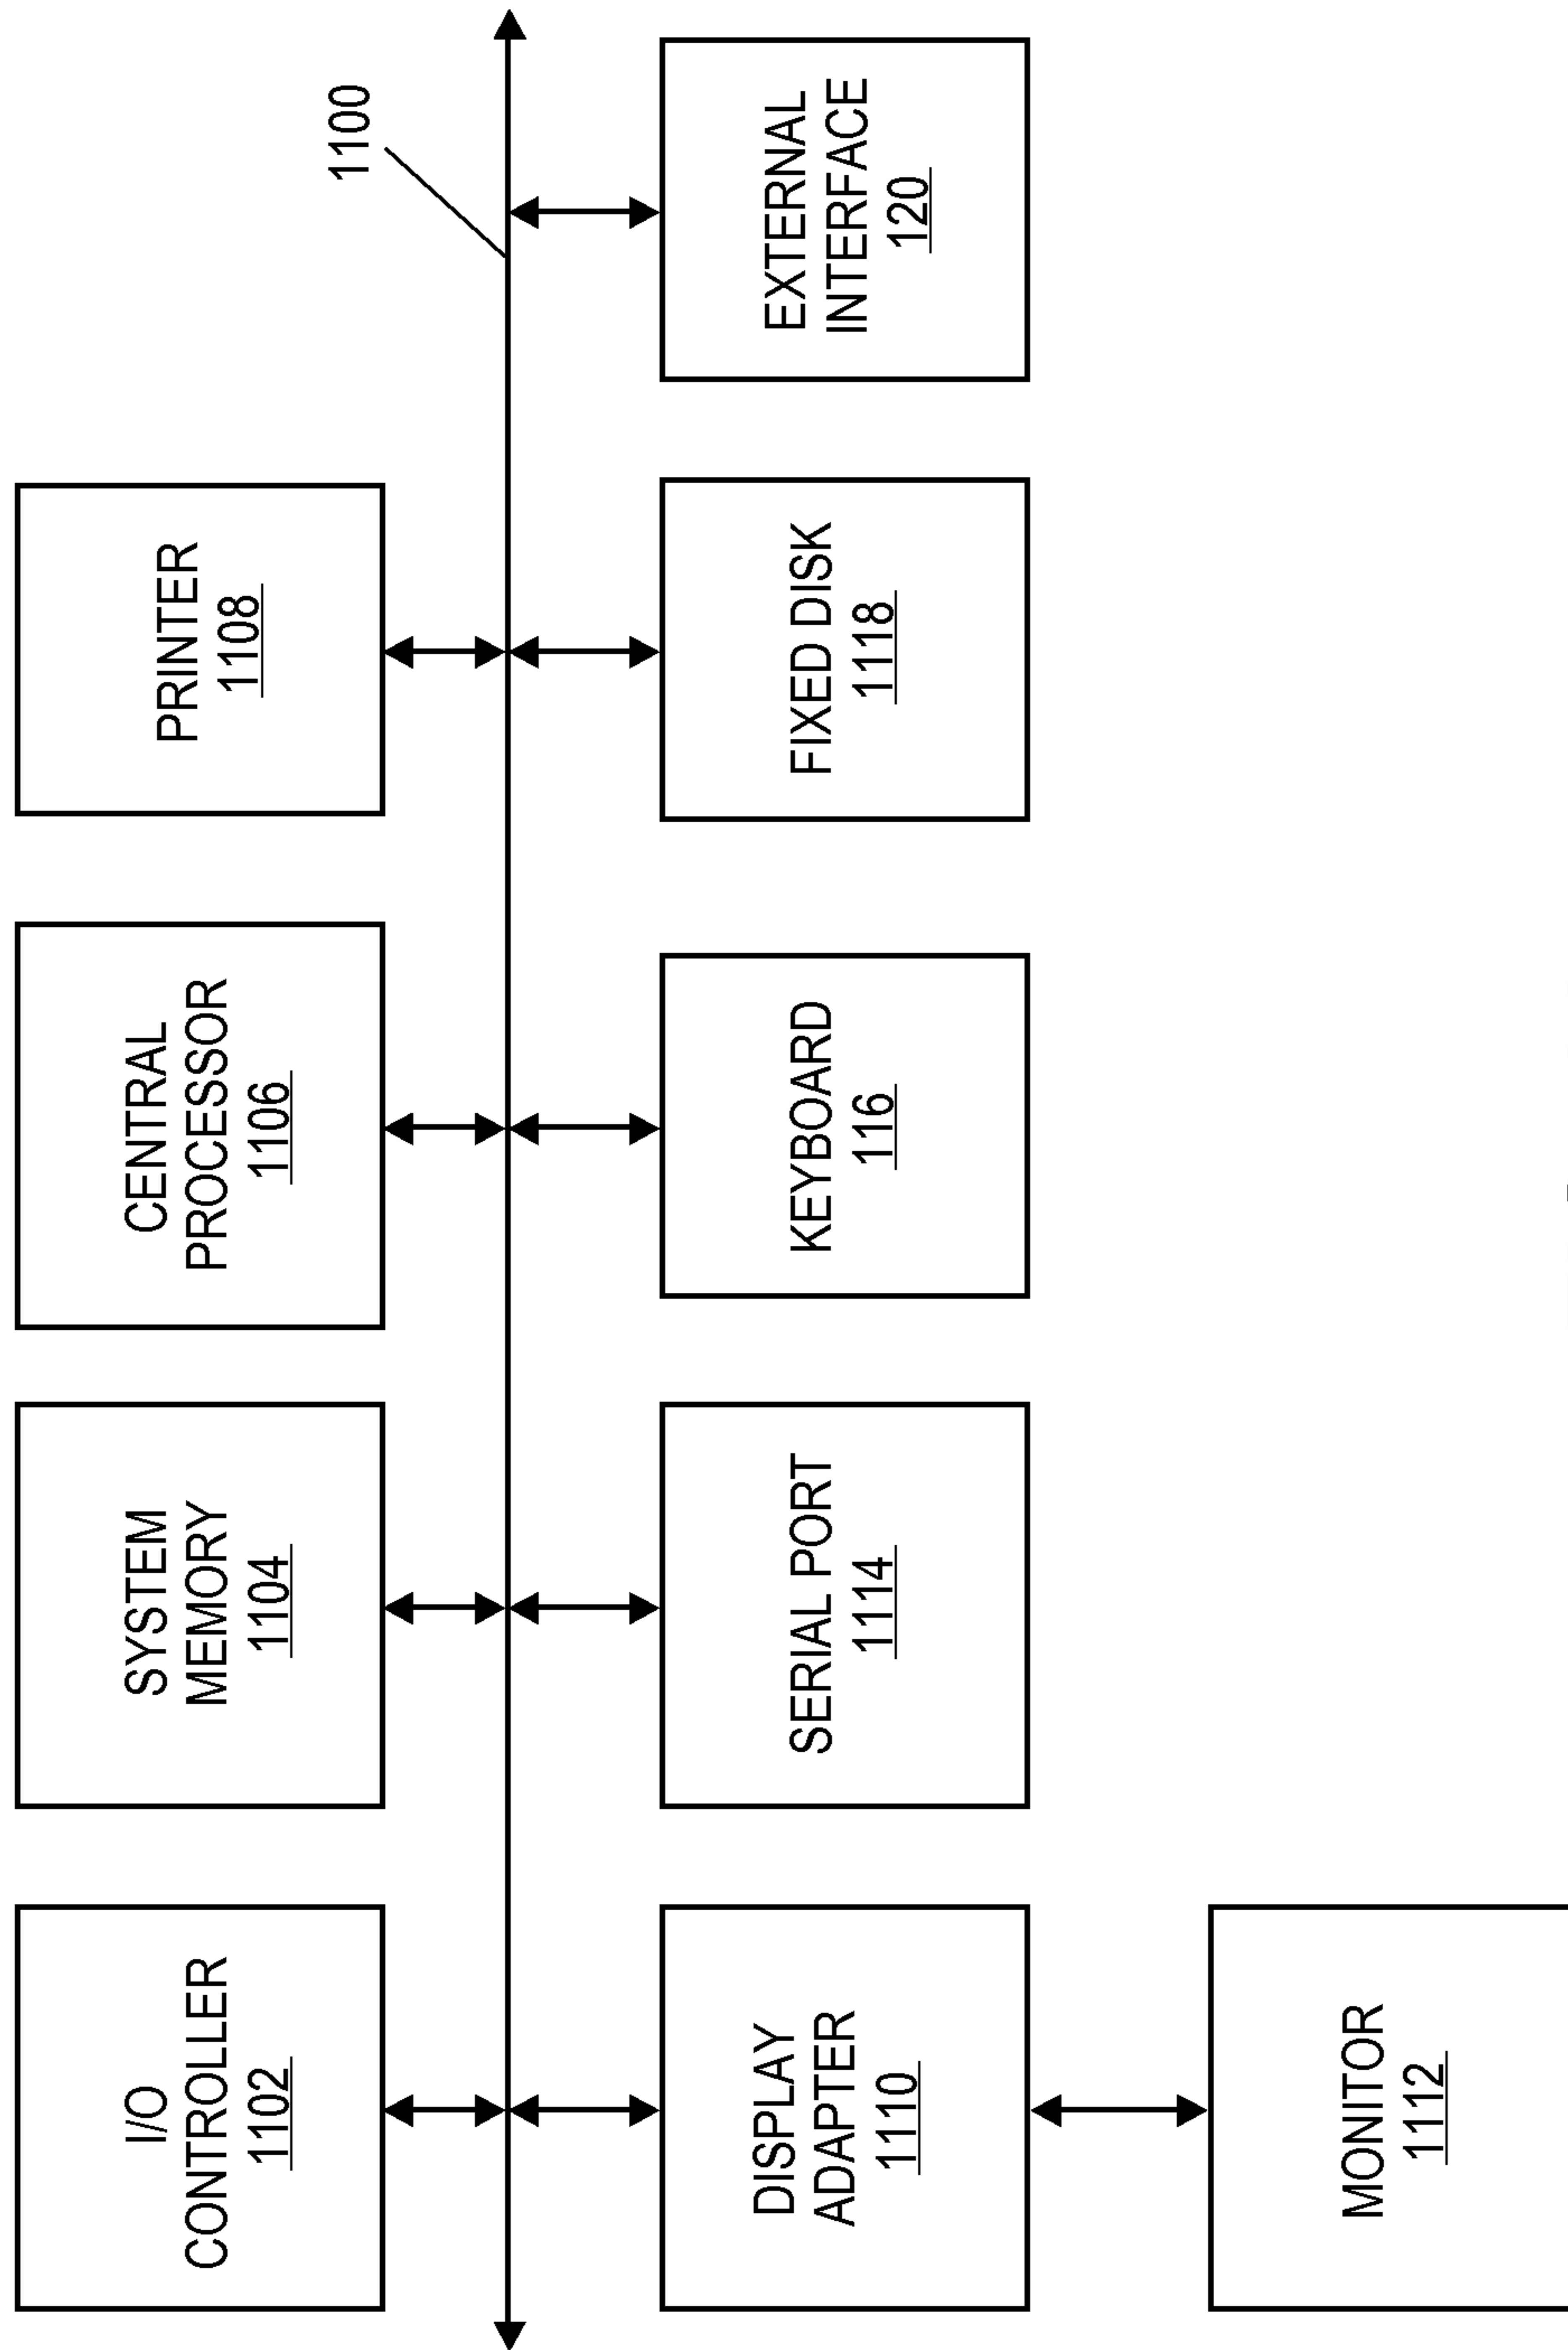 I/O
CONTROLLER
1102
SYSTEM
MEMORY
1104
CENTRAL
PROCESSOR
1106
PRINTER
1108
1100
DISPLAY
ADAPTER
1110
SERIAL PORT
1114
KEYBOARD
116
FIXED DISK
1118
EXTERNAL
INTERFACE
120
MONITOR
1112